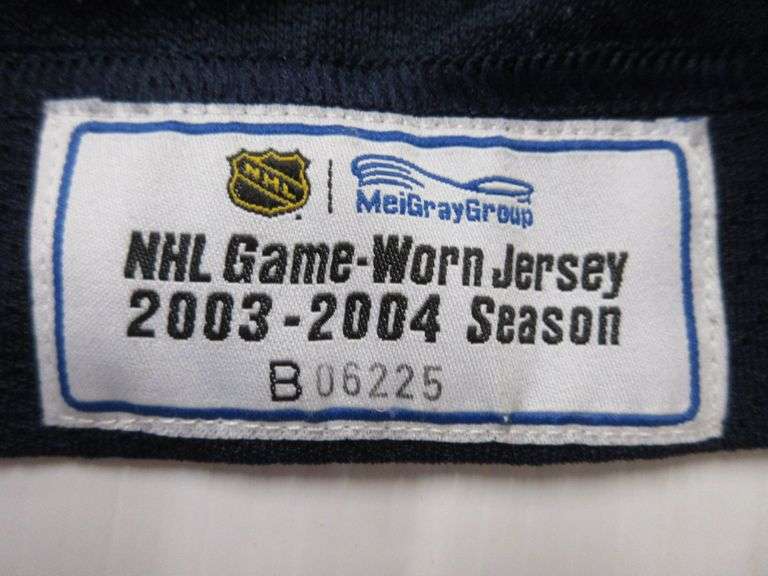 NHL
MeiGrayGroup
NHL Game-Worn Jersey
2003-2004 Season
B 06225